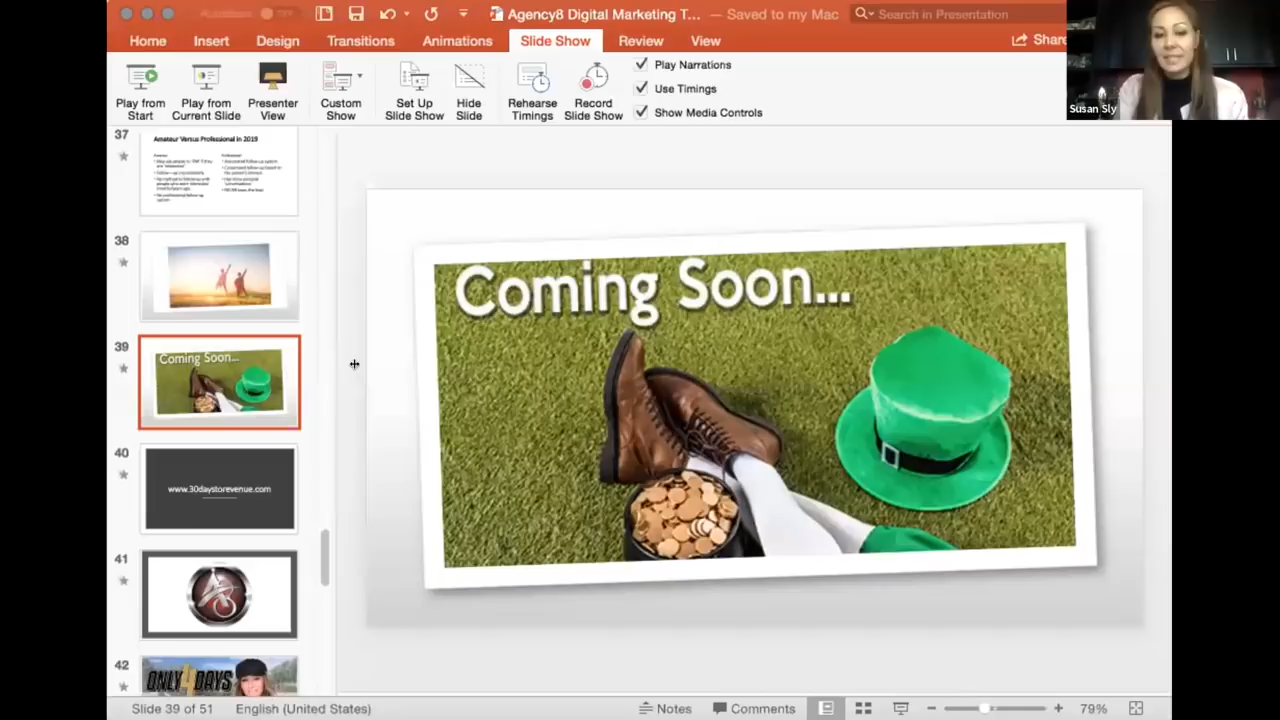 Agency8 Digital Marketing T... — Saved to my Mac
Search in Presentation
Home Insert Design Transitions Animations Slide Show Review View
Share
Play from Start
Play from Current Slide
Presenter View
Custom Show
Set Up Slide Show
Hide Slide
Rehearse Timings
Record Slide Show
Play Narrations
Use Timings
Show Media Controls
Susan Sly
37
Amateur Versus Professional in 2019
38
39
Coming Soon...
40
www.30daystorevenue.com
41
42
ONLY 4 DAYS
Coming Soon...
Slide 39 of 51 English (United States)
Notes Comments 79%